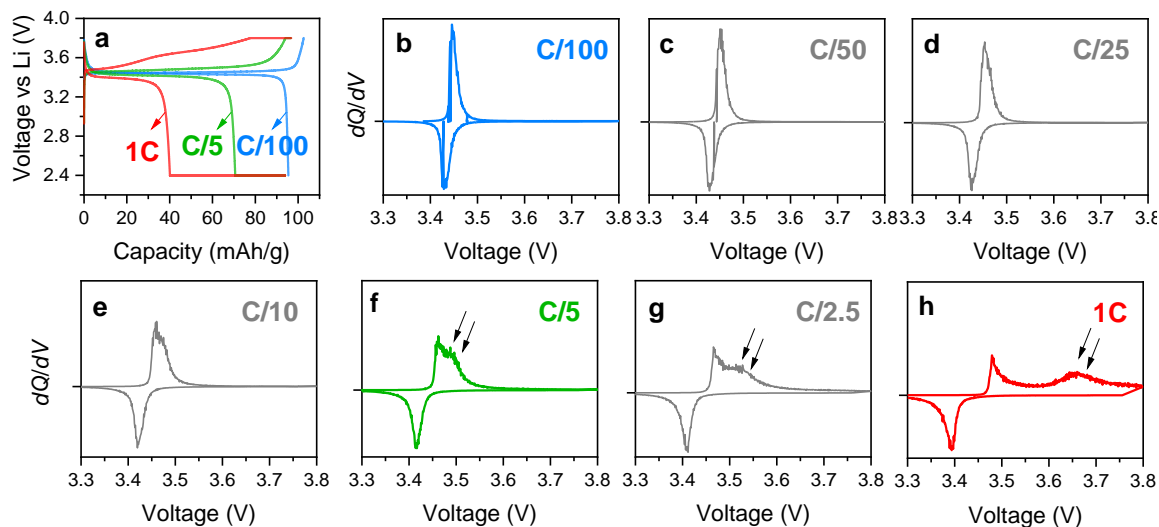 a
Voltage vs Li (V)
4.0
3.6
3.2
2.8
2.4
1C
C/5
C/100
0 20 40 60 80 100
Capacity (mAh/g)
b
C/100
dQ/dV
3.3 3.4 3.5 3.6 3.7 3.8
Voltage (V)
c
C/50
3.3 3.4 3.5 3.6 3.7 3.8
Voltage (V)
d
C/25
3.3 3.4 3.5 3.6 3.7 3.8
Voltage (V)
e
C/10
dQ/dV
3.3 3.4 3.5 3.6 3.7 3.8
Voltage (V)
f
C/5
3.3 3.4 3.5 3.6 3.7 3.8
Voltage (V)
g
C/2.5
3.3 3.4 3.5 3.6 3.7 3.8
Voltage (V)
h
1C
3.3 3.4 3.5 3.6 3.7 3.8
Voltage (V)